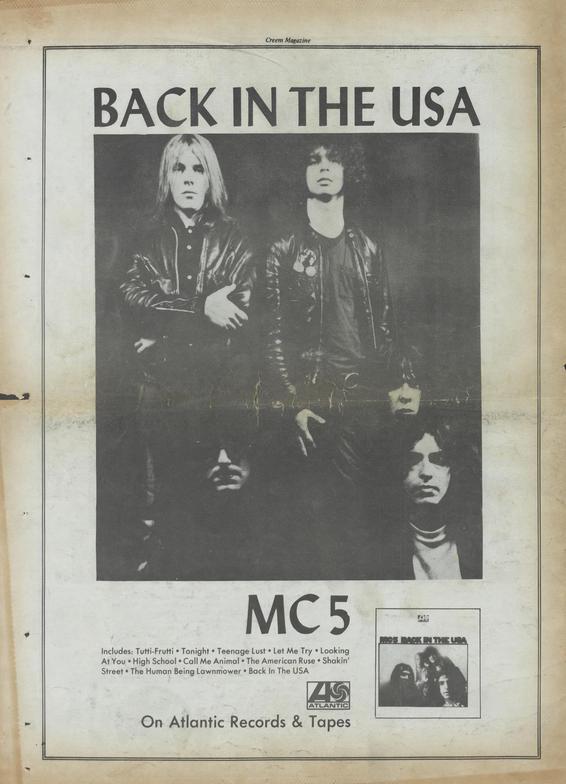 Creem Magazine
BACK IN THE USA
MC5
Includes: Tutti-Frutti • Tonight • Teenage Lust • Let Me Try • Looking
At You • High School • Call Me Animal • The American Ruse • Shakin'
Street • The Human Being Lawnmower • Back In The USA
MC5 BACK IN THE USA
ATLANTIC
On Atlantic Records & Tapes